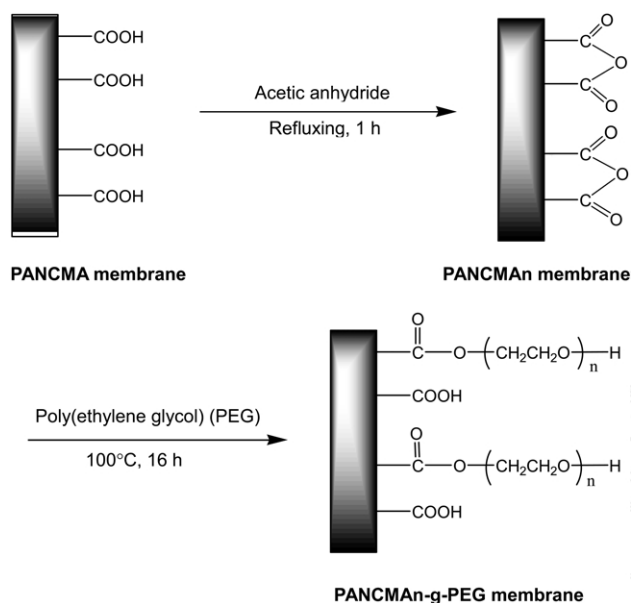 COOH
COOH
COOH
COOH
PANCMA membrane
Acetic anhydride
Refluxing, 1 h
O
C
O
C
O
O
C
O
C
O
PANCMAn membrane
Poly(ethylene glycol) (PEG)
100°C, 16 h
O
C—O—(CH₂CH₂O)—H
n
COOH
O
C—O—(CH₂CH₂O)—H
n
COOH
PANCMAn-g-PEG membrane